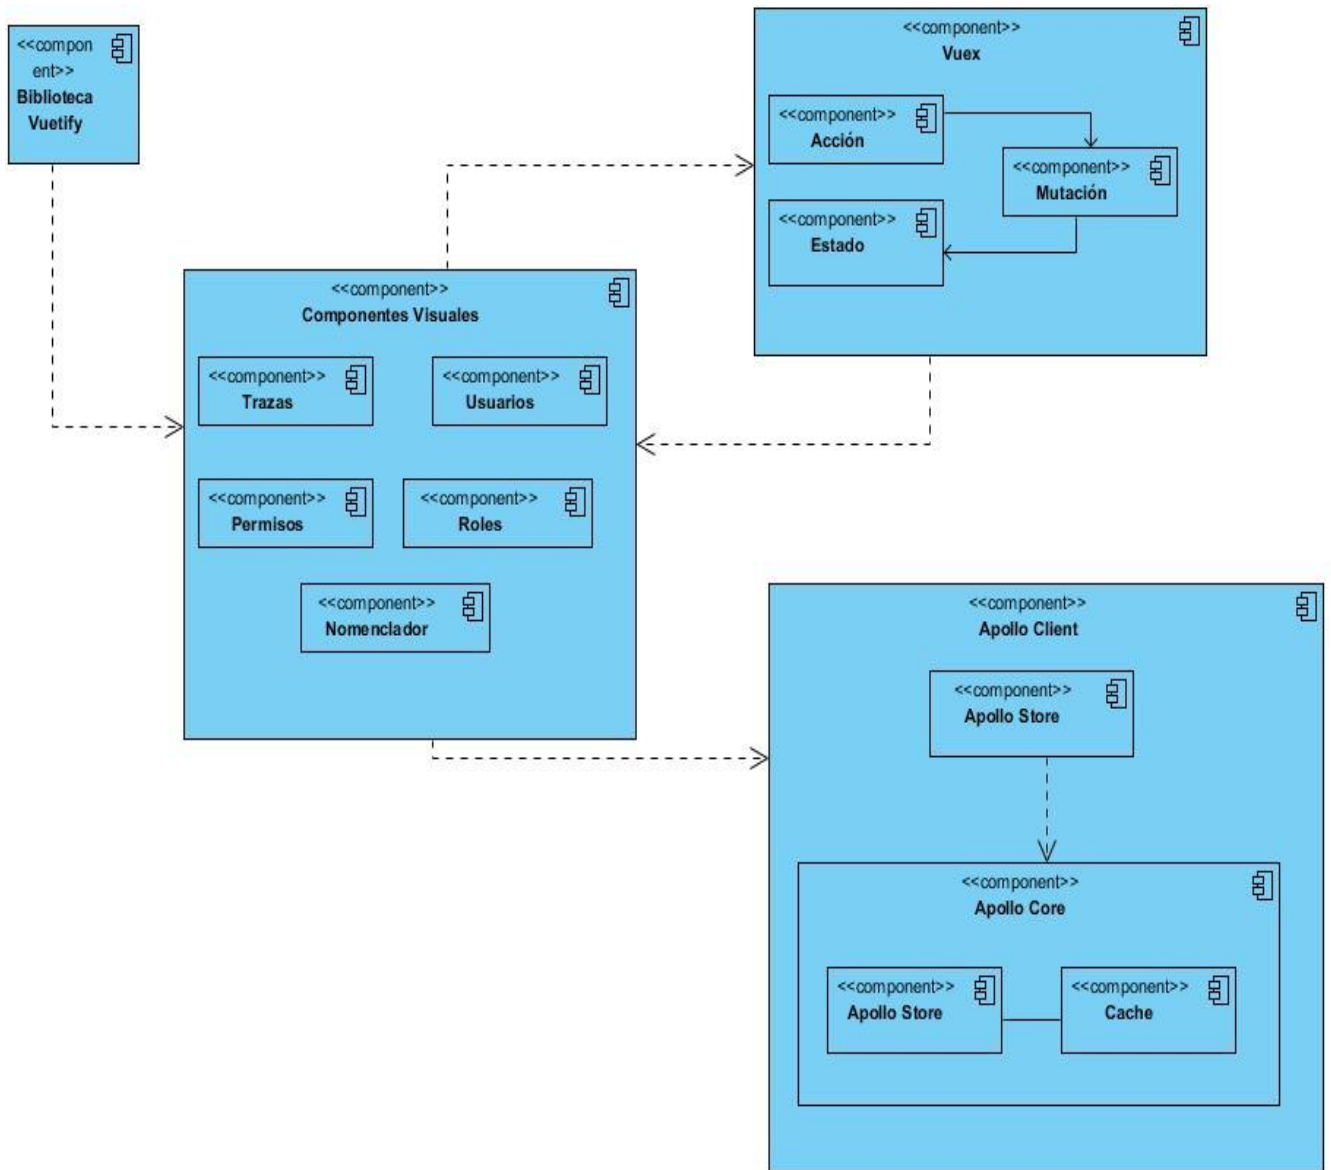 <<compon
ent>>
Biblioteca
Vuetify
<<component>>
Vuex
<<component>>
Acción
<<component>>
Mutación
<<component>>
Estado
<<component>>
Componentes Visuales
<<component>>
Trazas
<<component>>
Usuarios
<<component>>
Permisos
<<component>>
Roles
<<component>>
Nomenclador
<<component>>
Apollo Client
<<component>>
Apollo Store
<<component>>
Apollo Core
<<component>>
Apollo Store
<<component>>
Cache